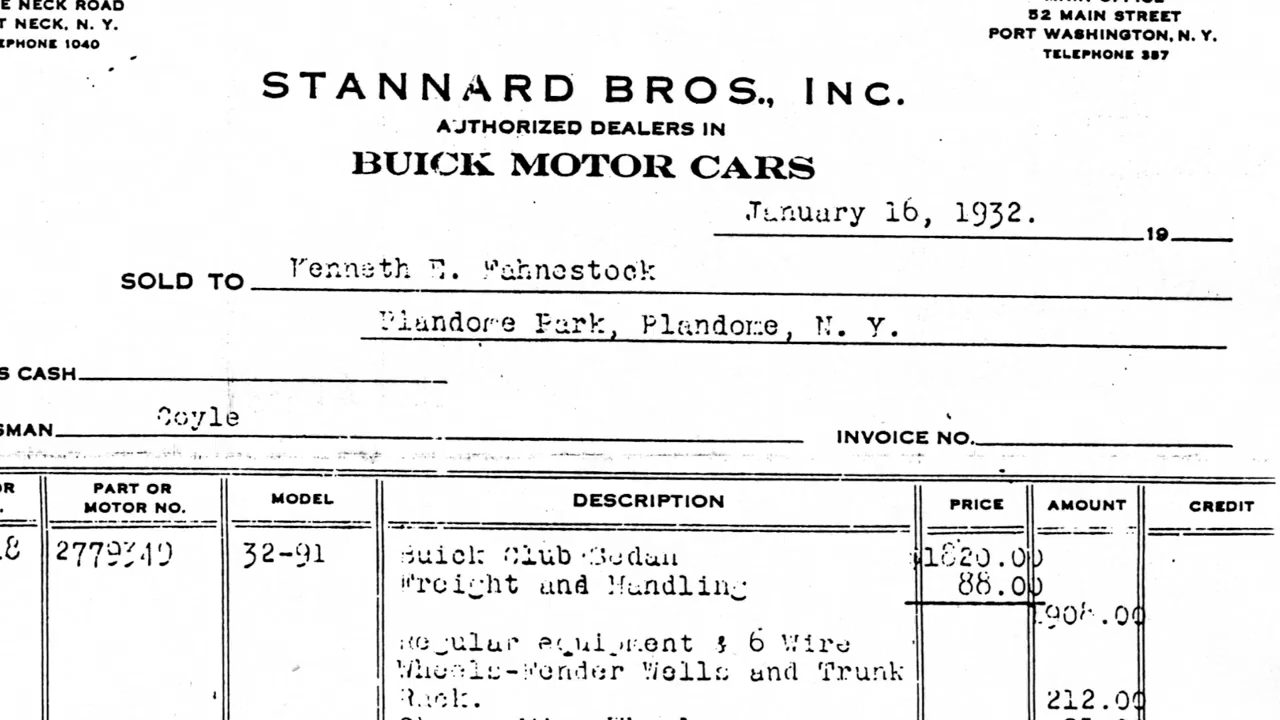 E NECK ROAD
T NECK, N. Y.
EPHONE 1040
52 MAIN STREET
PORT WASHINGTON, N. Y.
TELEPHONE 387
STANNARD BROS., INC.
AUTHORIZED DEALERS IN
BUICK MOTOR CARS
January 16, 1932. 19
SOLD TO Kenneth E. Fahnestock
Plandome Park, Plandome, N. Y.
S CASH
SMAN Coyle
INVOICE NO.
OR PART OR MOTOR NO. MODEL DESCRIPTION PRICE AMOUNT CREDIT
8 2779349 32-91 Buick Club Sedan $1820.00
Freight and Handling 88.00
1908.00
Regular equipment & 6 Wire
Wheels-Fender Wells and Trunk
Rack. 212.00